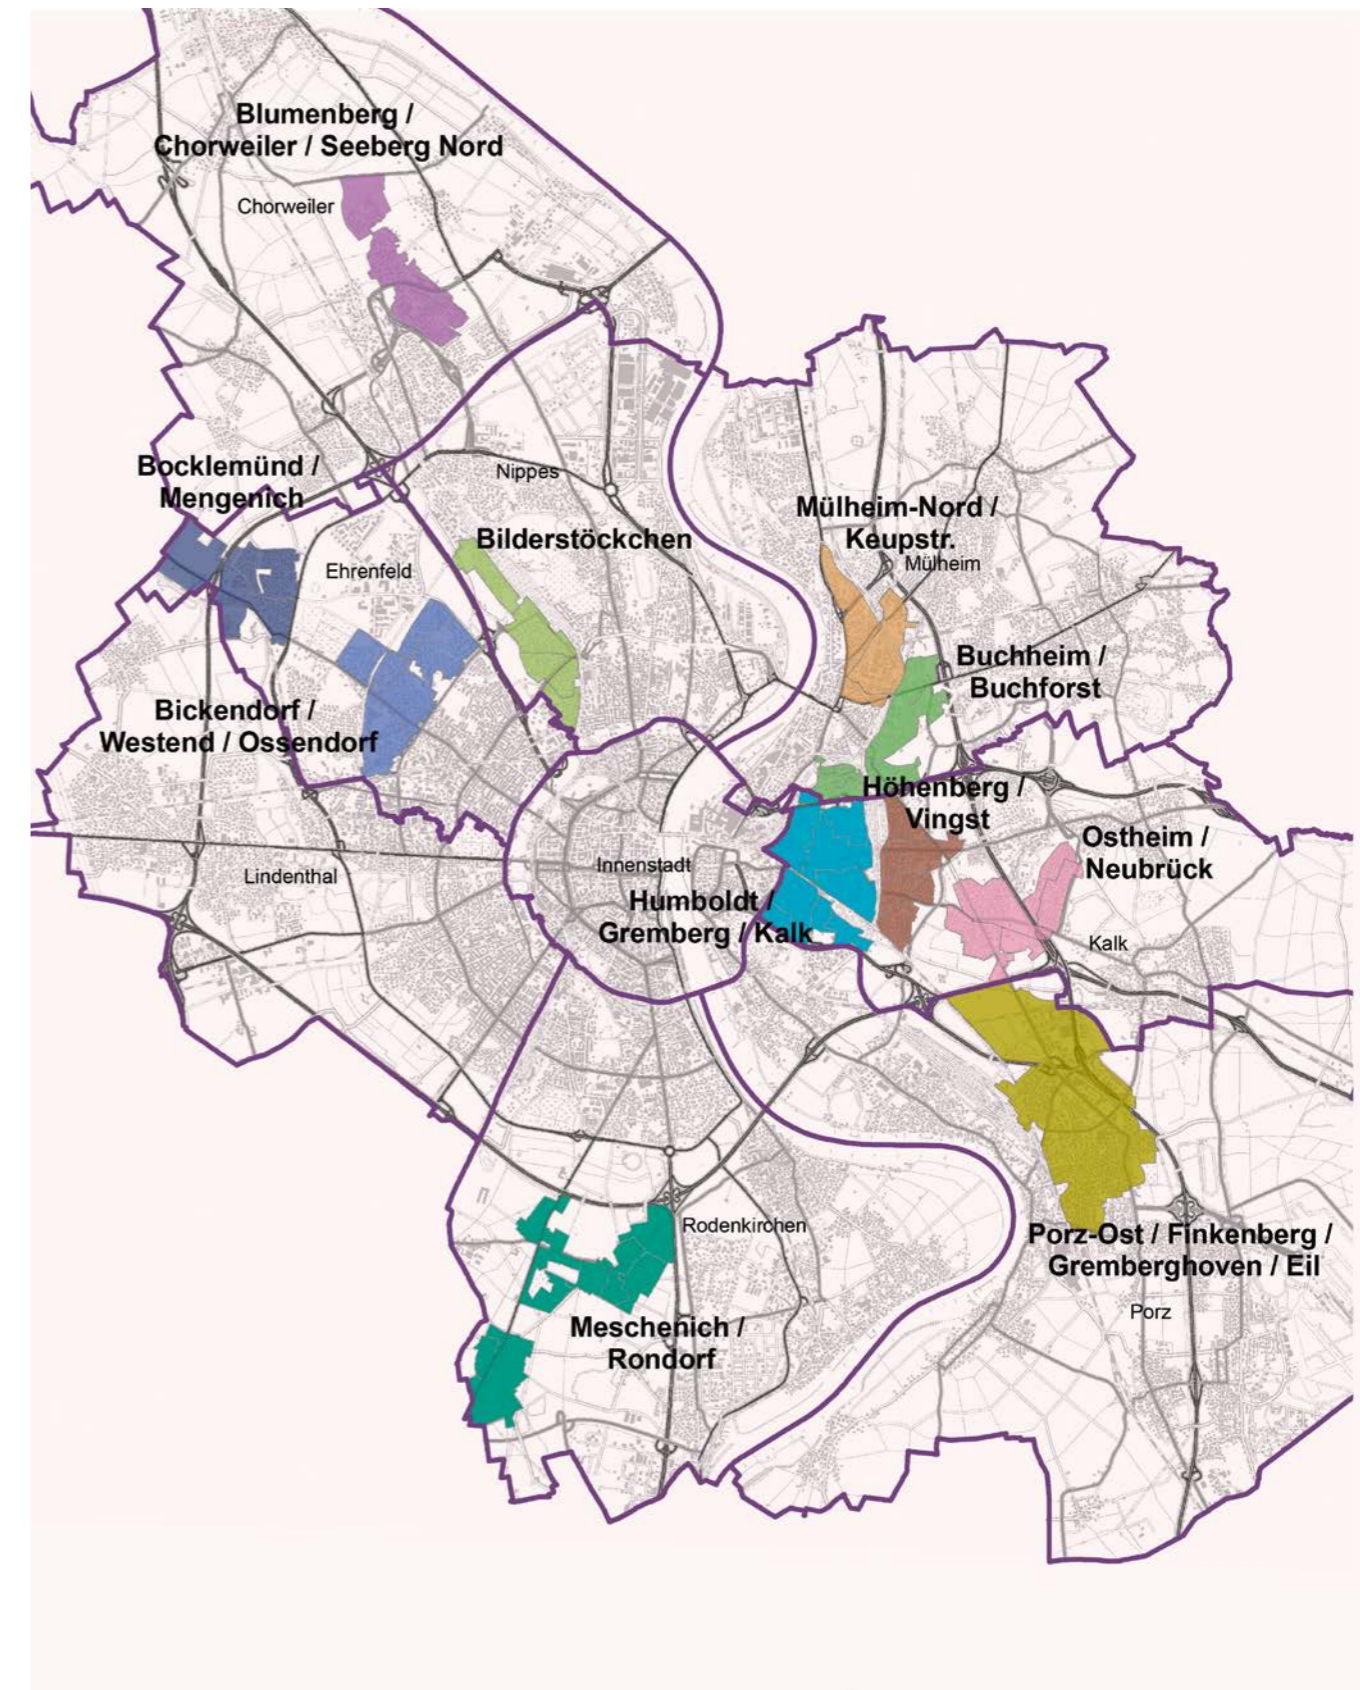 Blumenberg /
Chorweiler / Seeberg Nord
Chorweiler
Bocklemünd /
Mengenich
Nippes
Mülheim-Nord /
Keupstr.
Bilderstöckchen
Mülheim
Ehrenfeld
Buchheim /
Buchforst
Bickendorf /
Westend / Ossendorf
Höhenberg /
Vingst
Ostheim /
Neubrück
Innenstadt
Lindenthal
Humboldt /
Gremberg / Kalk
Kalk
Rodenkirchen
Porz-Ost / Finkenberg /
Gremberghoven / Eil
Porz
Meschenich /
Rondorf